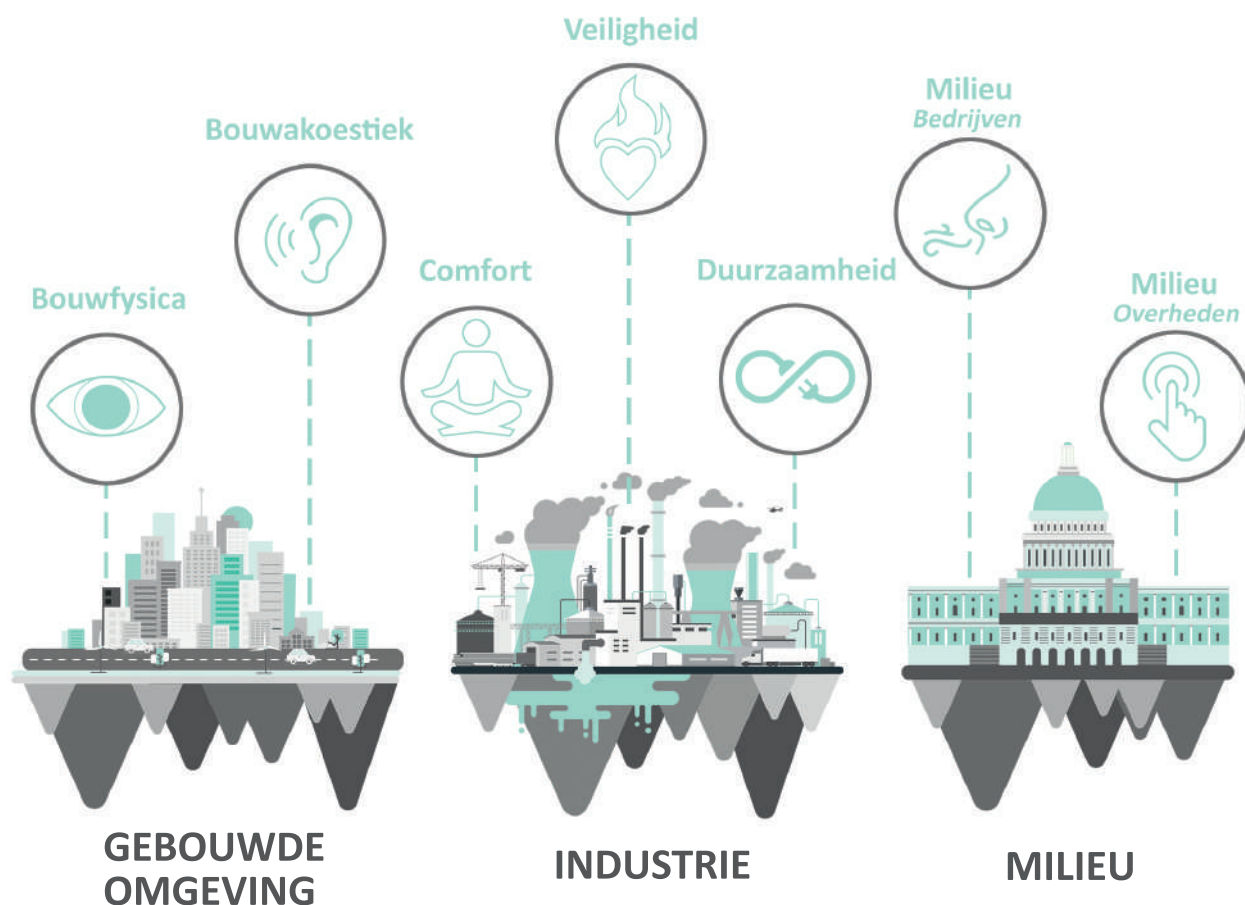 Veiligheid
Milieu
Bedrijven
Bouwakoestiek
Comfort
Duurzaamheid
Bouwfysica
Milieu
Overheden
GEBOUWDE
OMGEVING
INDUSTRIE
MILIEU